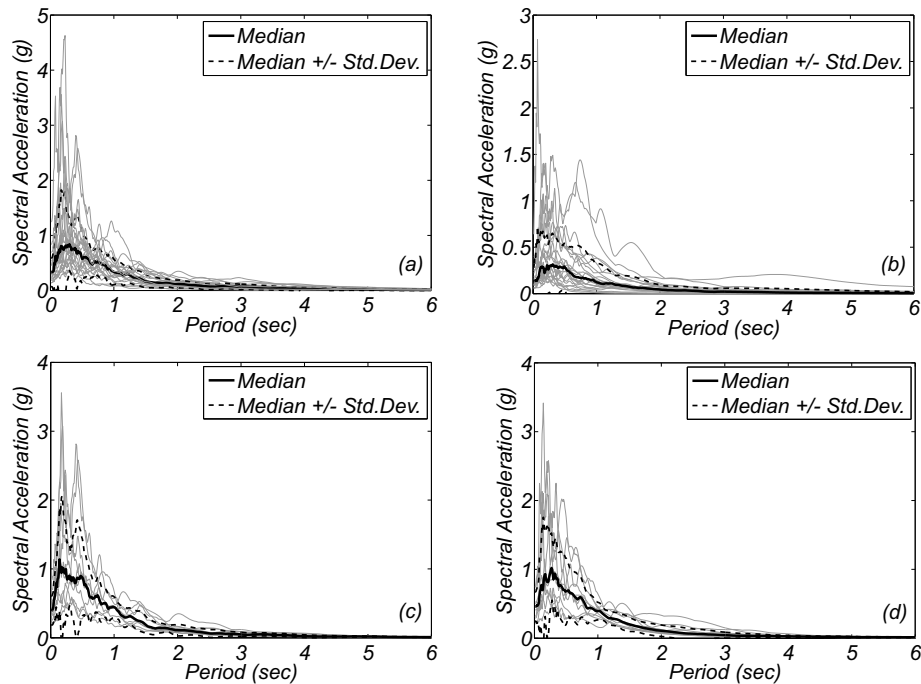 5
4
3
2
1
0
0 1 2 3 4 5 6
Spectral Acceleration (g)
Period (sec)
Median
Median +/- Std.Dev.
(a)
3
2.5
2
1.5
1
0.5
0
0 1 2 3 4 5 6
Spectral Acceleration (g)
Period (sec)
Median
Median +/- Std.Dev.
(b)
4
3
2
1
0
0 1 2 3 4 5 6
Spectral Acceleration (g)
Period (sec)
Median
Median +/- Std.Dev.
(c)
4
3
2
1
0
0 1 2 3 4 5 6
Spectral Acceleration (g)
Period (sec)
Median
Median +/- Std.Dev.
(d)